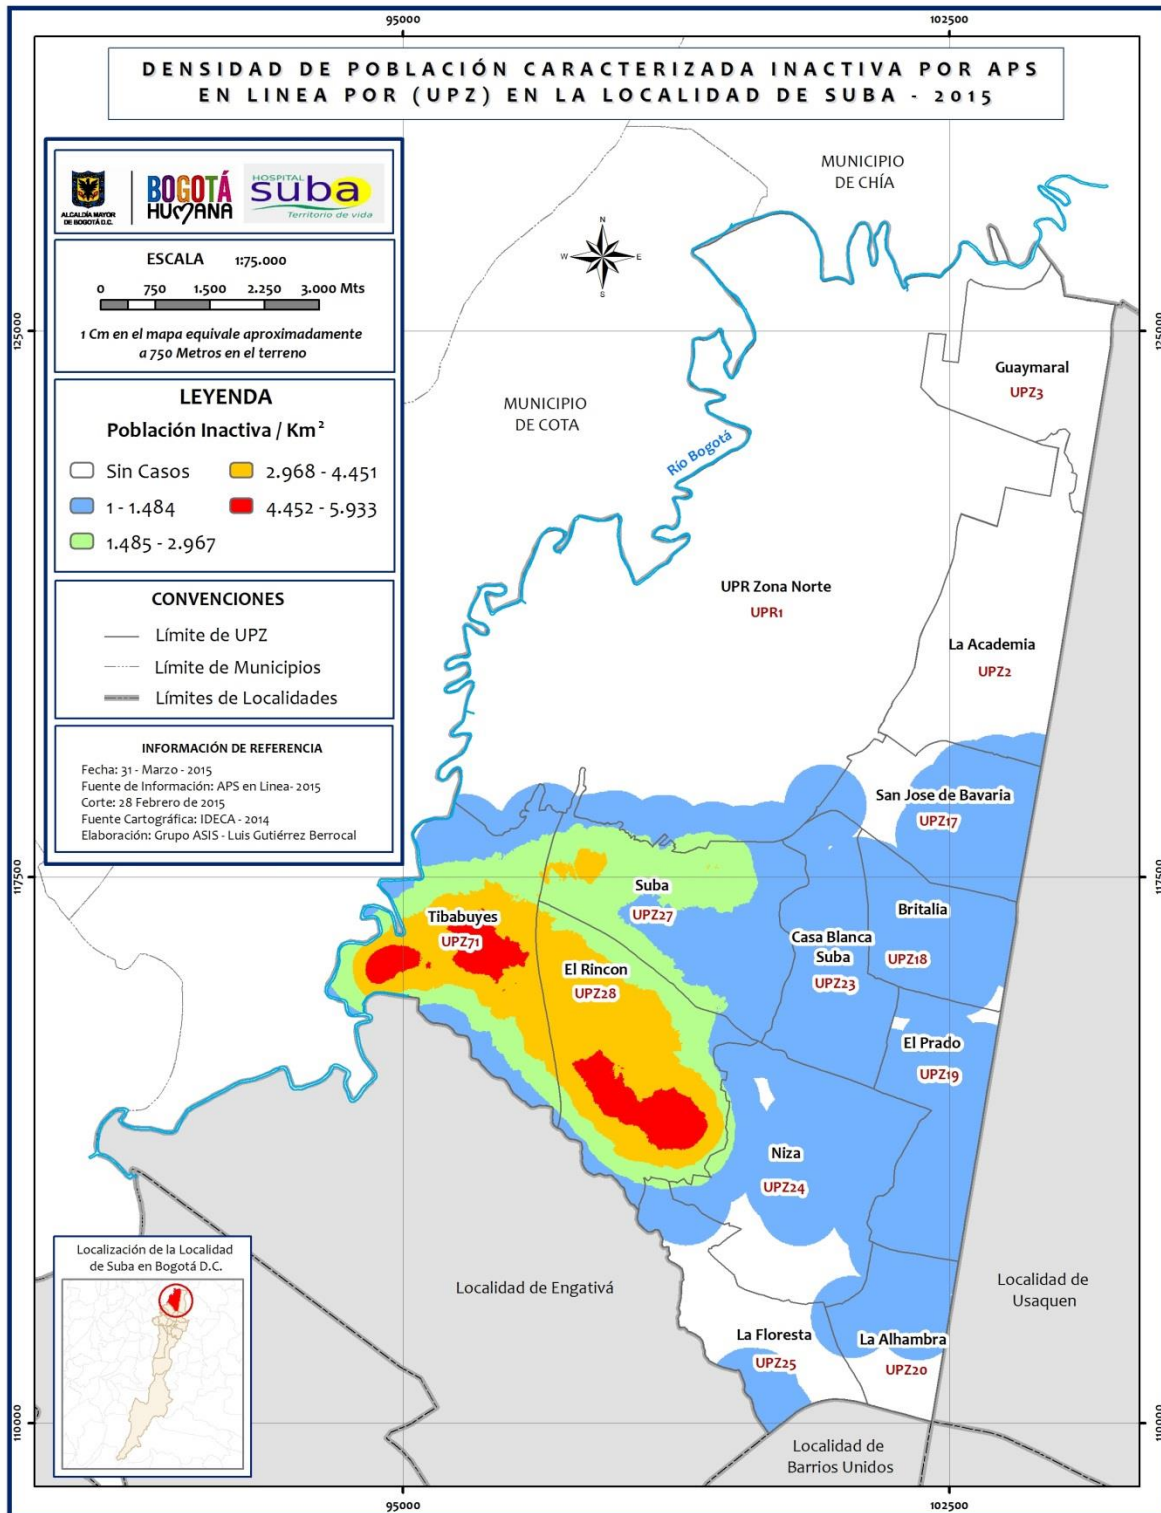 95000
102500
DENSIDAD DE POBLACIÓN CARACTERIZADA INACTIVA POR APS
EN LINEA POR (UPZ) EN LA LOCALIDAD DE SUBA - 2015
ALCALDÍA MAYOR
DE BOGOTÁ D.C.
BOGOTÁ
HUMANA
HOSPITAL
suba
Territorio de vida
ESCALA 1:75.000
0 750 1.500 2.250 3.000 Mts
1 Cm en el mapa equivale aproximadamente
a 750 Metros en el terreno
LEYENDA
Población Inactiva / Km²
Sin Casos
2.968 - 4.451
1 - 1.484
4.452 - 5.933
1.485 - 2.967
CONVENCIONES
Límite de UPZ
Límite de Municipios
Límites de Localidades
INFORMACIÓN DE REFERENCIA
Fecha: 31 - Marzo - 2015
Fuente de Información: APS en Linea- 2015
Corte: 28 Febrero de 2015
Fuente Cartográfica: IDECA - 2014
Elaboración: Grupo ASIS - Luis Gutiérrez Berrocal
MUNICIPIO
DE CHÍA
N
W
E
S
125000
125000
Guaymaral
UPZ3
MUNICIPIO
DE COTA
Río Bogotá
UPR Zona Norte
UPR1
La Academia
UPZ2
San Jose de Bavaria
UPZ17
117500
117500
Suba
UPZ27
Tibabuyes
UPZ71
Britalia
UPZ18
Casa Blanca
Suba
UPZ23
El Rincon
UPZ28
El Prado
UPZ19
Niza
UPZ24
Localización de la Localidad
de Suba en Bogotá D.C.
Localidad de Engativá
Localidad de
Usaquen
La Floresta
UPZ25
La Alhambra
UPZ20
110000
110000
Localidad de
Barrios Unidos
95000
102500